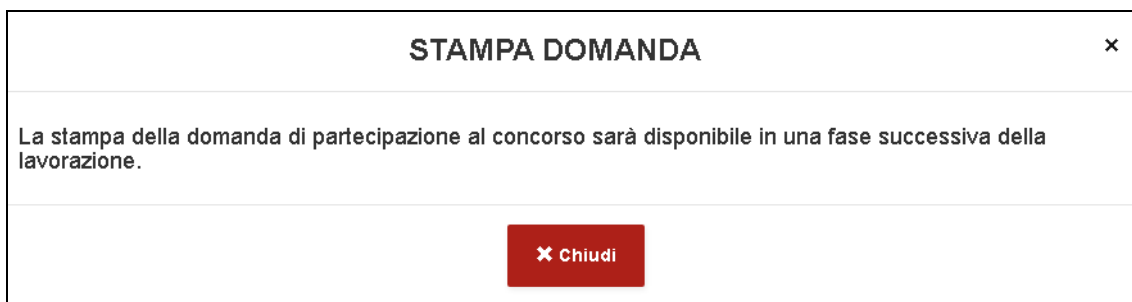 STAMPA DOMANDA ×
La stampa della domanda di partecipazione al concorso sarà disponibile in una fase successiva della
lavorazione.
✖ Chiudi